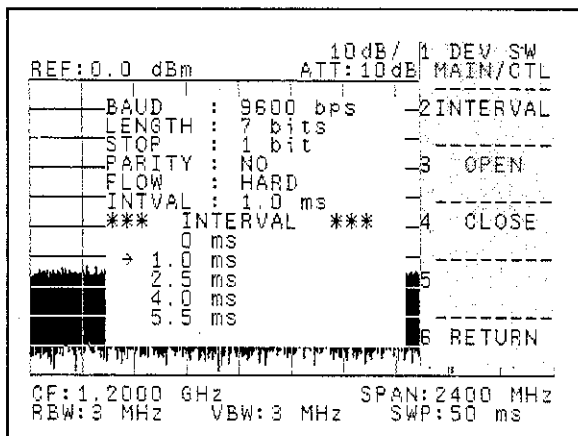 10dB/
REF:0.0 dBm ATT:10dB
BAUD : 9600 bps
LENGTH : 7 bits
STOP : 1 bit
PARITY : NO
FLOW : HARD
INTVAL : 1.0 ms
*** INTERVAL ***
0 ms
→ 1.0 ms
2.5 ms
4.0 ms
5.5 ms
CF:1.2000 GHz SPAN:2400 MHz
RBW:3 MHz VBW:3 MHz SWP:50 ms
1 DEV SW
MAIN/CTL
2 INTERVAL
3 OPEN
4 CLOSE
5
6 RETURN